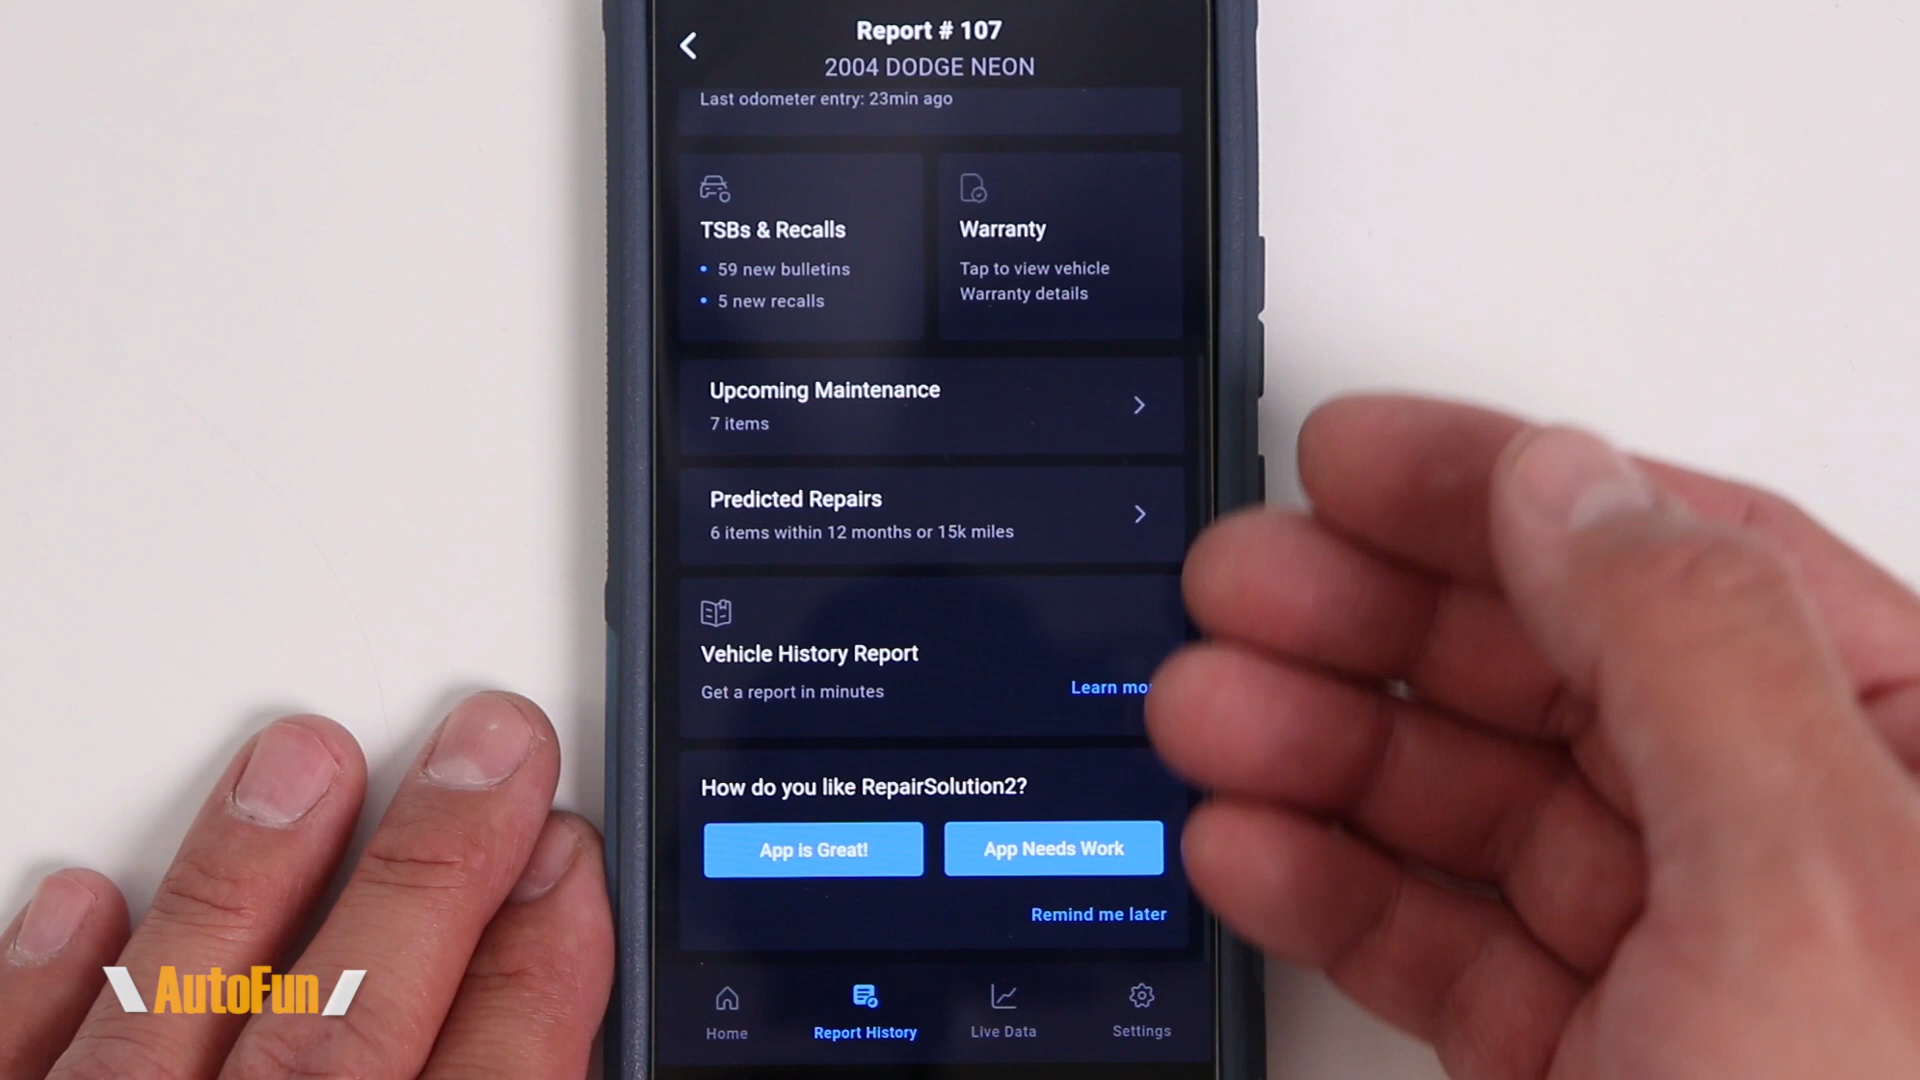 Report # 107
2004 DODGE NEON
Last odometer entry: 23min ago
TSBs & Recalls
• 59 new bulletins
• 5 new recalls
Warranty
Tap to view vehicle
Warranty details
Upcoming Maintenance
7 items
Predicted Repairs
6 items within 12 months or 15k miles
Vehicle History Report
Get a report in minutes
Learn mo
How do you like RepairSolution2?
App is Great!
App Needs Work
Remind me later
Home
Report History
Live Data
Settings
AutoFun